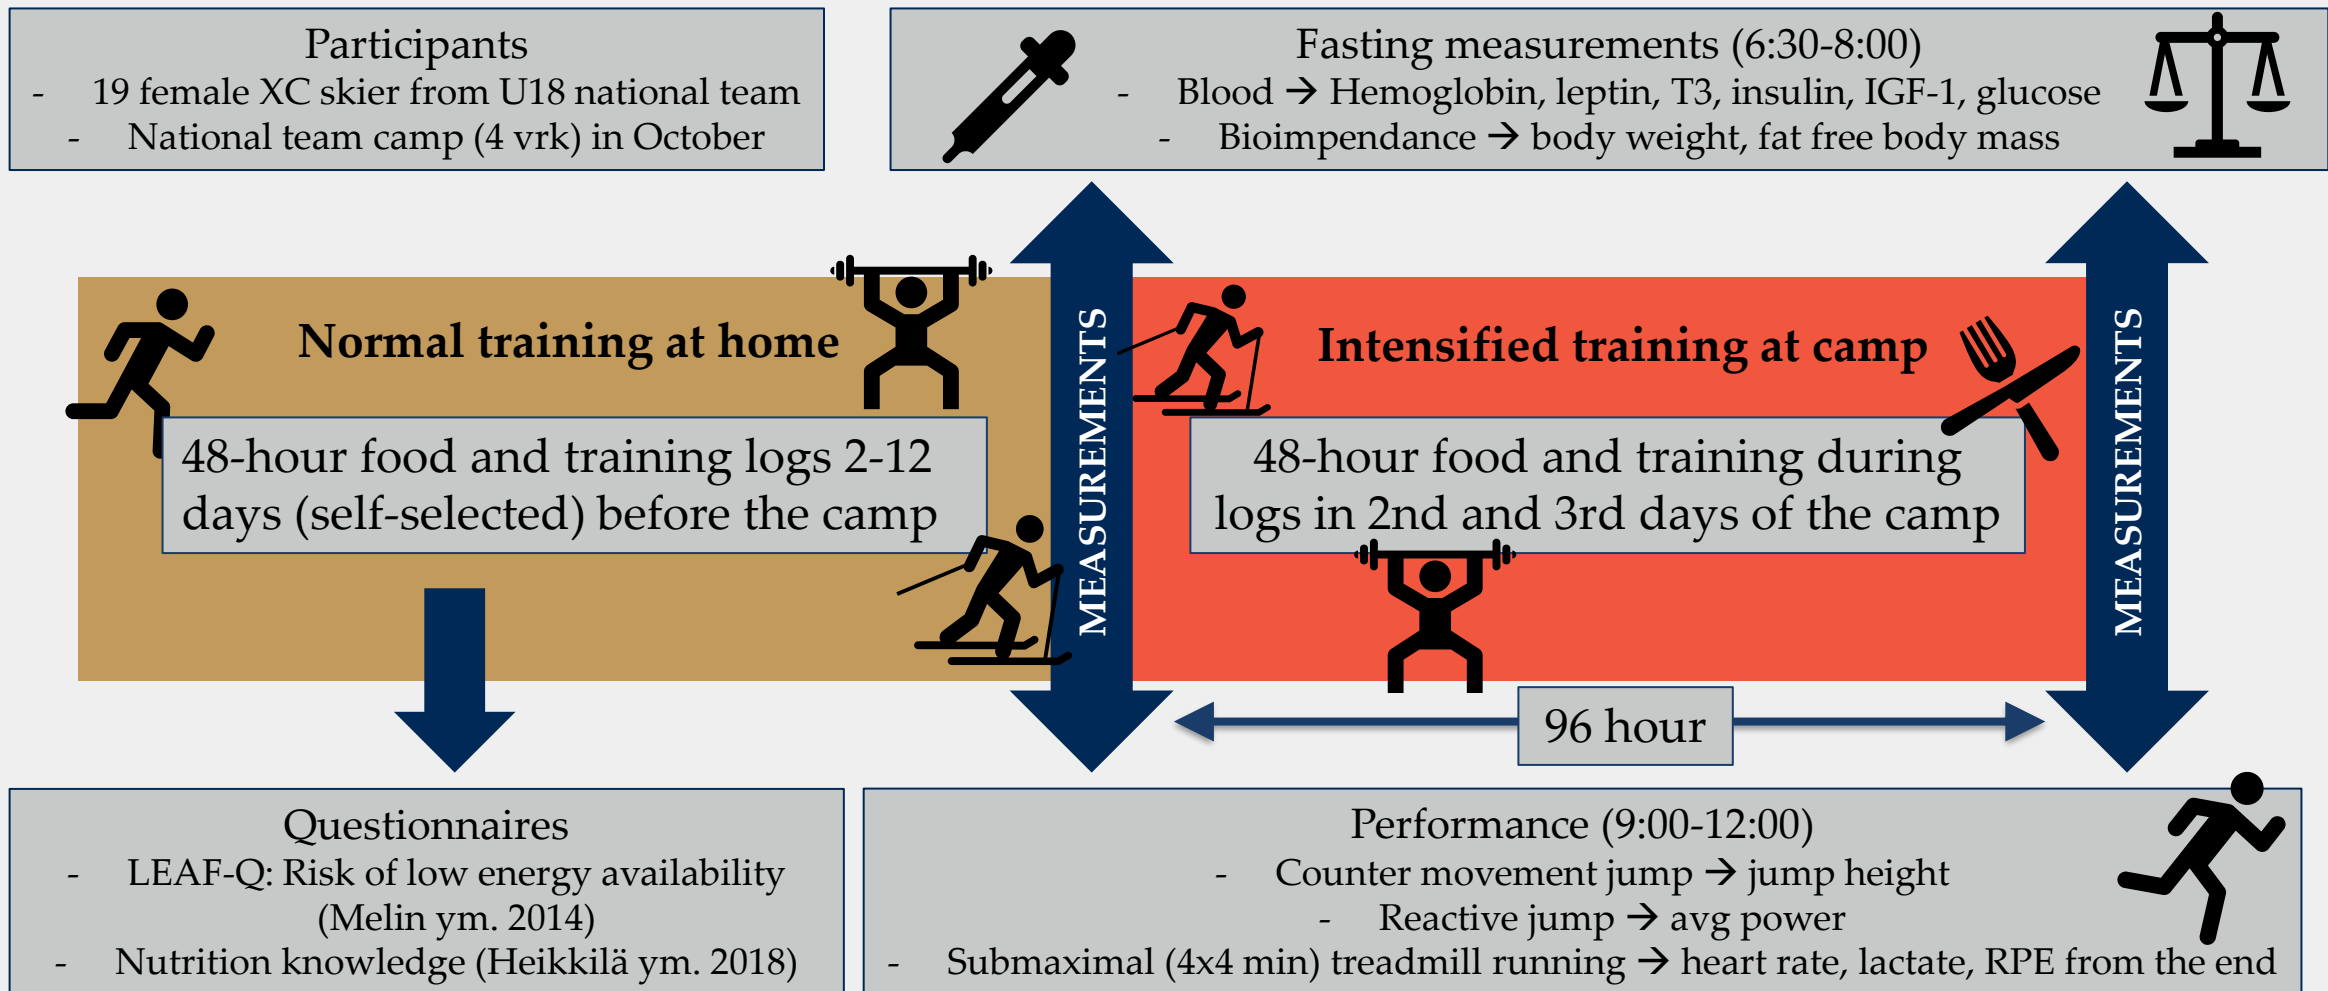 Participants
- 19 female XC skier from U18 national team
- National team camp (4 vrk) in October
Fasting measurements (6:30-8:00)
- Blood → Hemoglobin, leptin, T3, insulin, IGF-1, glucose
- Bioimpendance → body weight, fat free body mass
Normal training at home
48-hour food and training logs 2-12
days (self-selected) before the camp
MEASUREMENTS
Intensified training at camp
48-hour food and training during
logs in 2nd and 3rd days of the camp
MEASUREMENTS
96 hour
Questionnaires
- LEAF-Q: Risk of low energy availability
(Melin ym. 2014)
- Nutrition knowledge (Heikkilä ym. 2018)
Performance (9:00-12:00)
- Counter movement jump → jump height
- Reactive jump → avg power
- Submaximal (4x4 min) treadmill running → heart rate, lactate, RPE from the end